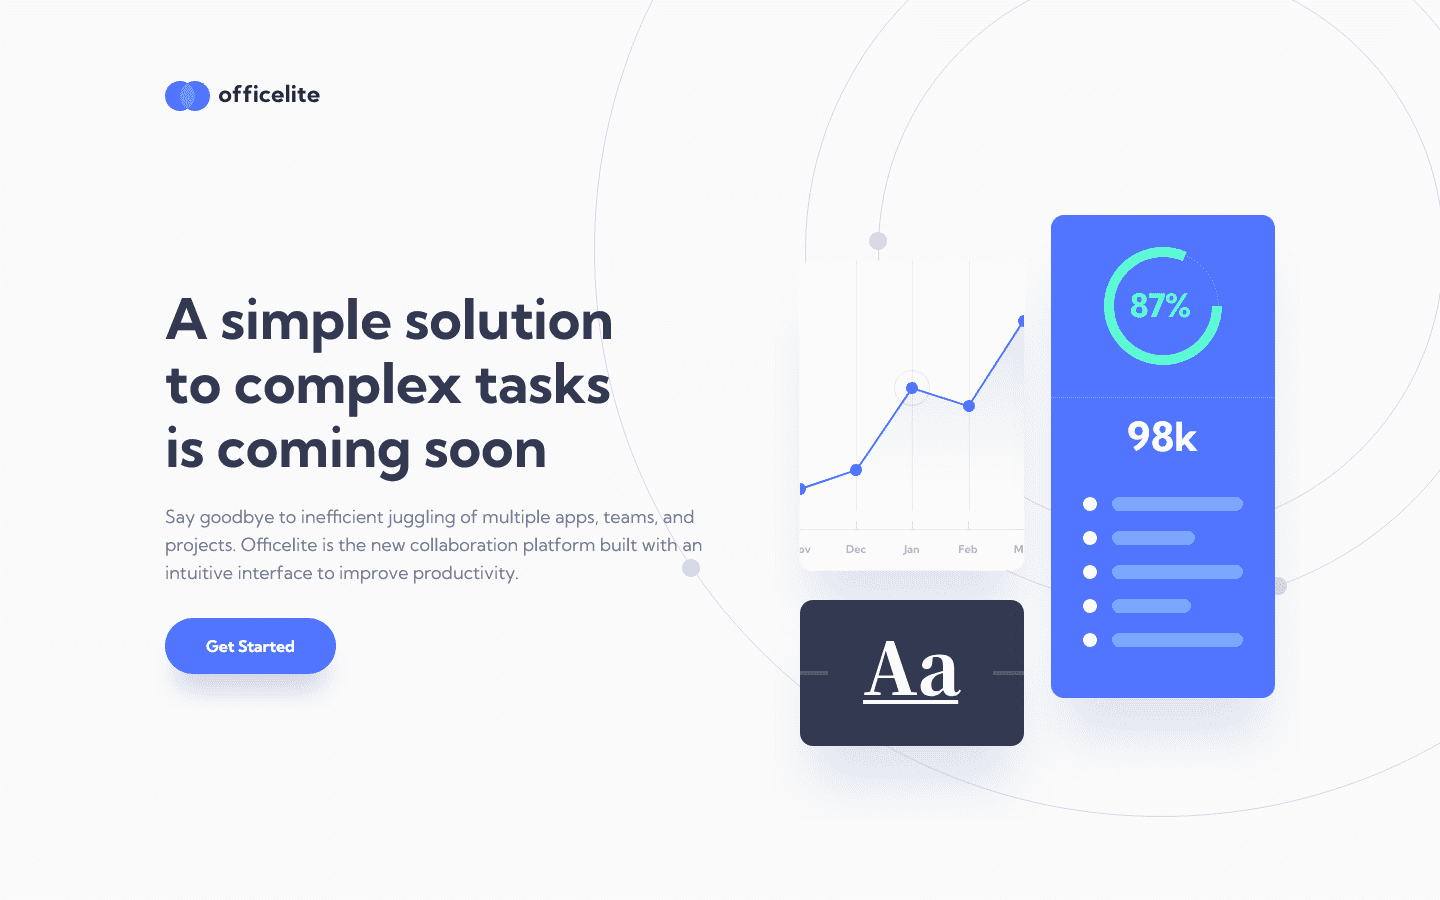 officelite
A simple solution
to complex tasks
is coming soon
Say goodbye to inefficient juggling of multiple apps, teams, and
projects. Officelite is the new collaboration platform built with an
intuitive interface to improve productivity.
Get Started
ov Dec Jan Feb M
Aa
87%
98k